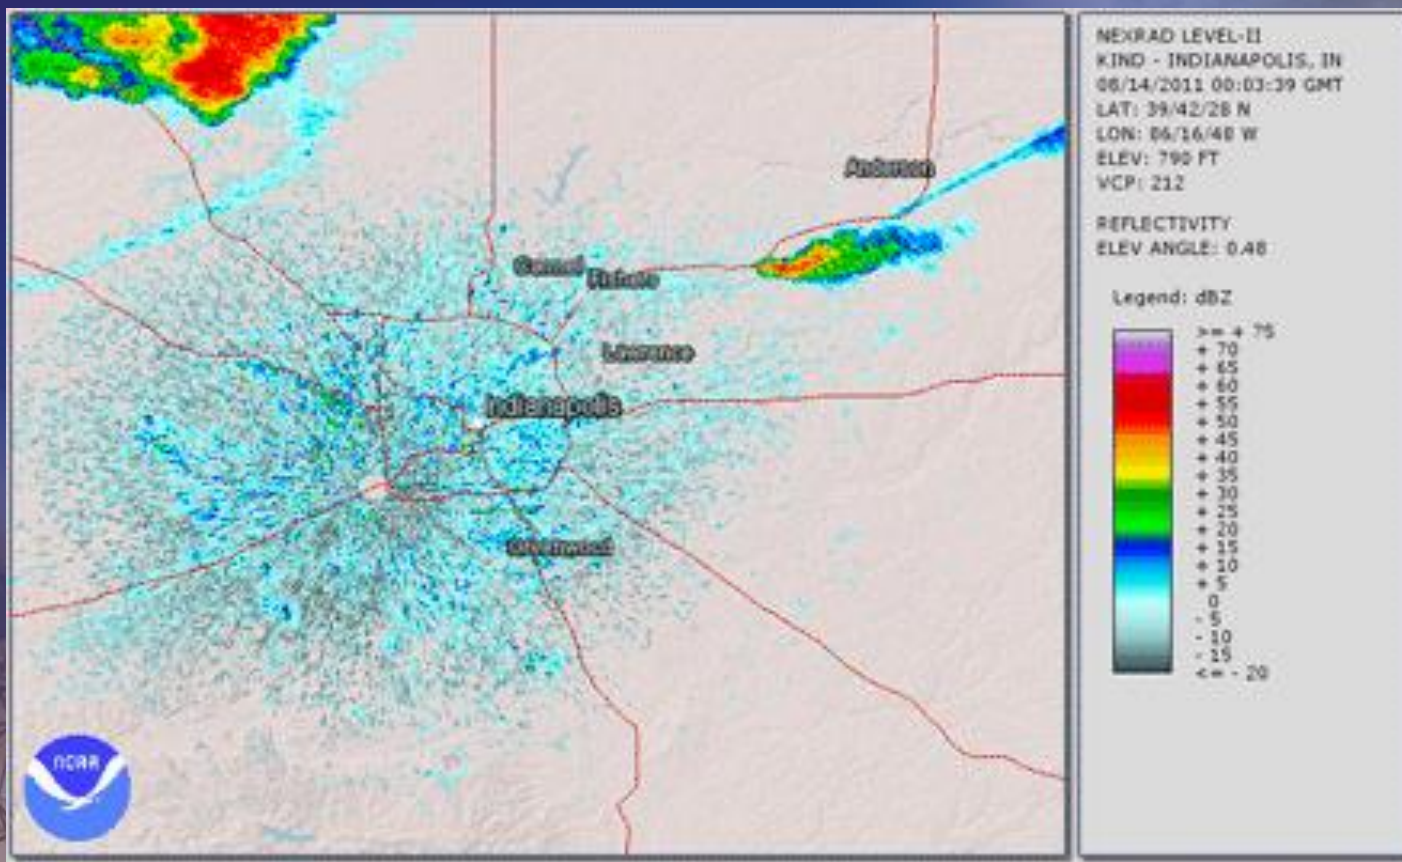 NEXRAD LEVEL-II
KIND - INDIANAPOLIS, IN
08/14/2011 00:03:39 GMT
LAT: 39/42/28 N
LON: 86/16/48 W
ELEV: 790 FT
VCP: 212
REFLECTIVITY
ELEV ANGLE: 0.48
Legend: dBZ
>= + 75
+ 70
+ 65
+ 60
+ 55
+ 50
+ 45
+ 40
+ 35
+ 30
+ 25
+ 20
+ 15
+ 10
+ 5
0
- 5
- 10
- 15
<= - 20
Anderson
Carmel
Fishers
Lawrence
Indianapolis
Greenwood
noaa